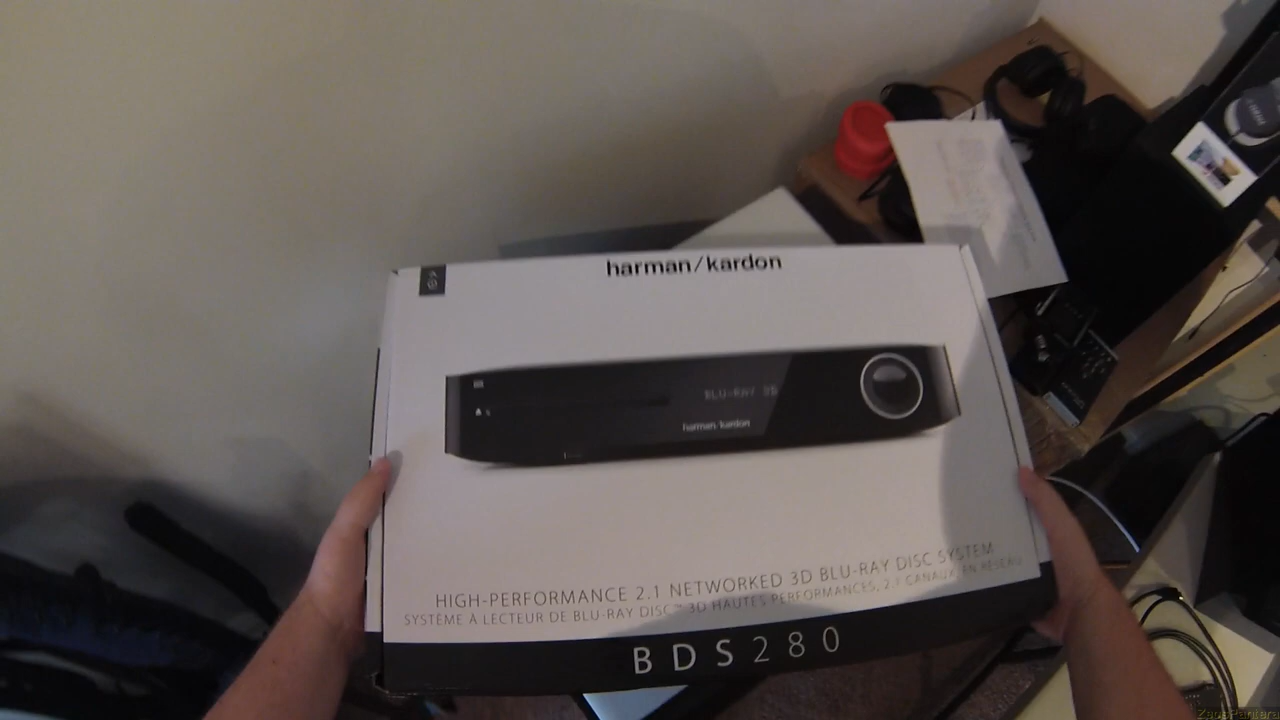 harman/kardon
BLU-RAY 3D
harman/kardon
HIGH-PERFORMANCE 2.1 NETWORKED 3D BLU-RAY DISC SYSTEM
SYSTÈME À LECTEUR DE BLU-RAY DISC™ 3D HAUTES PERFORMANCES, 2.1 CANAUX, EN RÉSEAU
BDS280